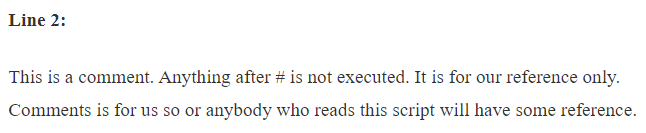 Line 2:
This is a comment. Anything after # is not executed. It is for our reference only.
Comments is for us so or anybody who reads this script will have some reference.